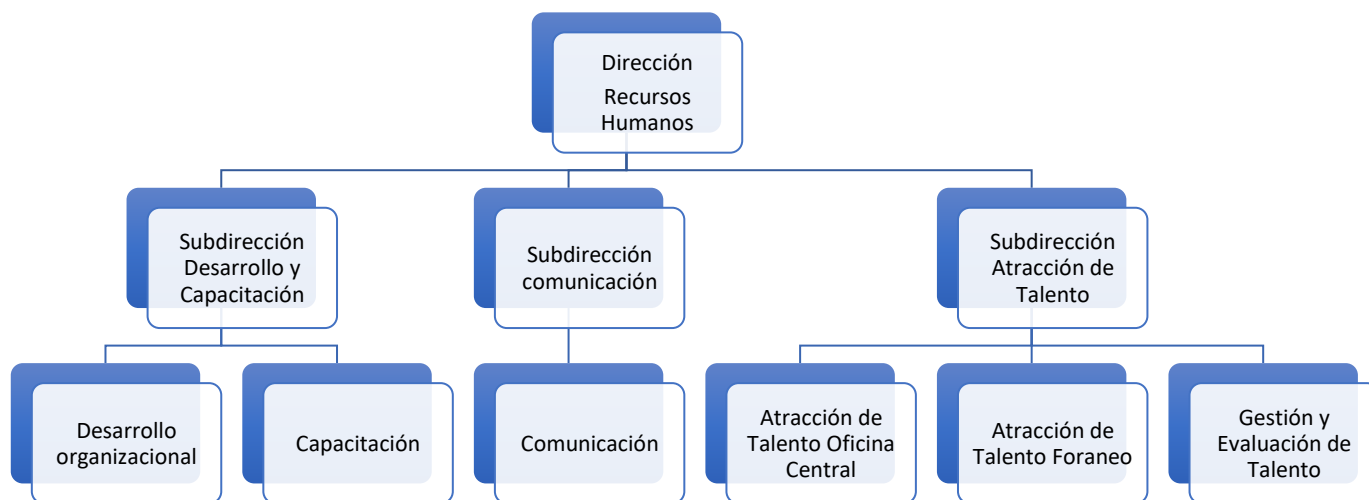 Dirección
Recursos
Humanos
Subdirección
Desarrollo y
Capacitación
Subdirección
comunicación
Subdirección
Atracción de
Talento
Desarrollo
organizacional
Capacitación
Comunicación
Atracción de
Talento Oficina
Central
Atracción de
Talento Foraneo
Gestión y
Evaluación de
Talento